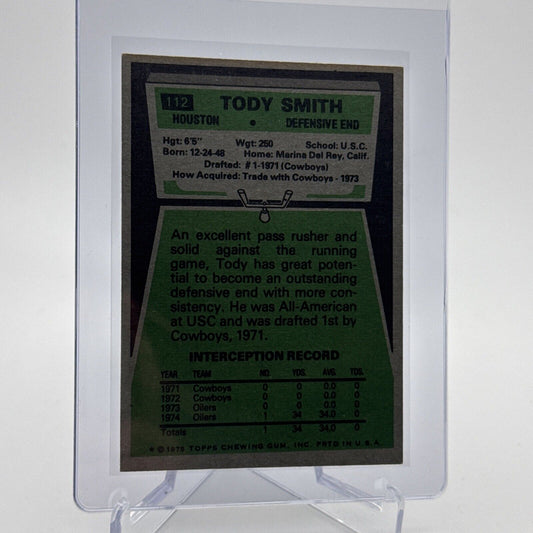 112 TODY SMITH
HOUSTON • DEFENSIVE END
Hgt: 6'5" Wgt: 250 School: U.S.C.
Born: 12-24-48 Home: Marina Del Rey, Calif.
Drafted: #1-1971 (Cowboys)
How Acquired: Trade with Cowboys - 1973
An excellent pass rusher and
solid against the running
game, Tody has great poten-
tial to become an outstanding
defensive end with more con-
sistency. He was All-American
at USC and was drafted 1st by
Cowboys, 1971.
INTERCEPTION RECORD
YEAR TEAM NO. YDS. AVG. TDS.
1971 Cowboys 0 0 0.0 0
1972 Cowboys 0 0 0.0 0
1973 Oilers 0 0 0.0 0
1974 Oilers 1 34 34.0 0
Totals 1 34 34.0 0
* © 1975 TOPPS CHEWING GUM, INC. PRTD IN U.S.A.